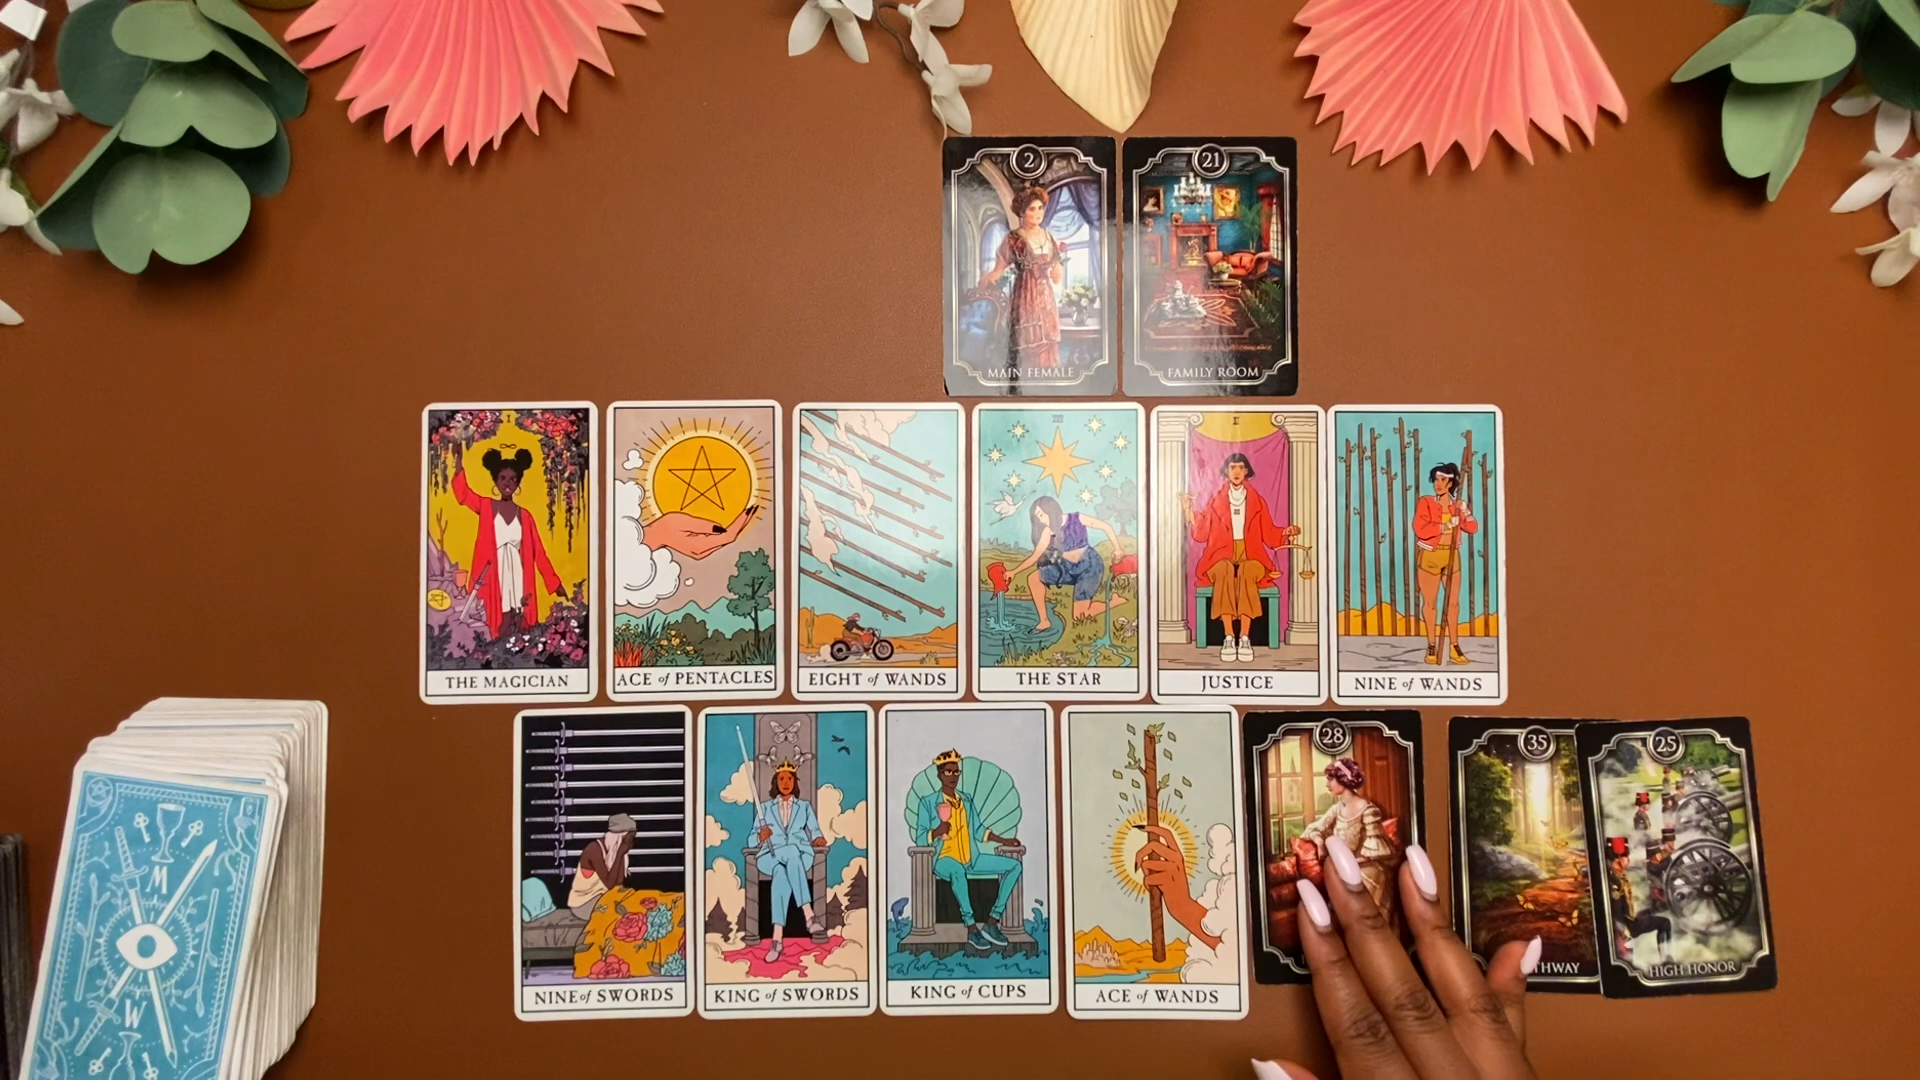 2
MAIN FEMALE
21
FAMILY ROOM
I
THE MAGICIAN
ACE of PENTACLES
EIGHT of WANDS
THE STAR
JUSTICE
NINE of WANDS
NINE of SWORDS
KING of SWORDS
KING of CUPS
ACE of WANDS
28
35
THWAY
25
HIGH HONOR
M
W